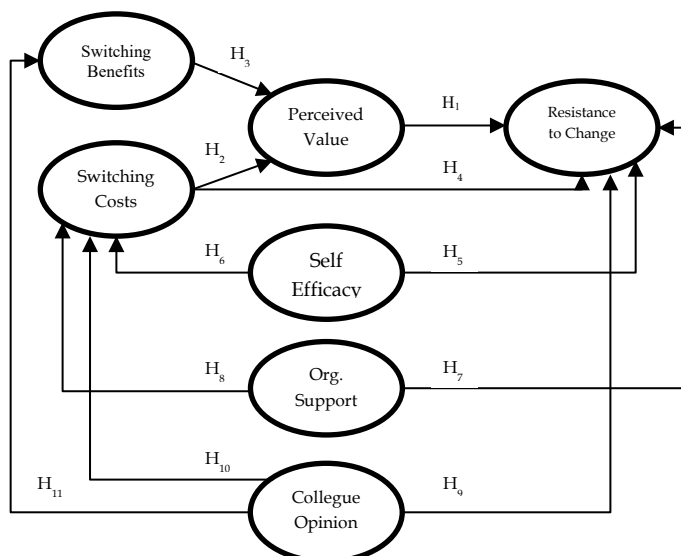 Switching
Benefits
H3
Perceived
Value
H1
Resistance
to Change
H2
Switching
Costs
H4
H6
Self
Efficacy
H5
H8
Org.
Support
H7
H10
H11
Collegue
Opinion
H9